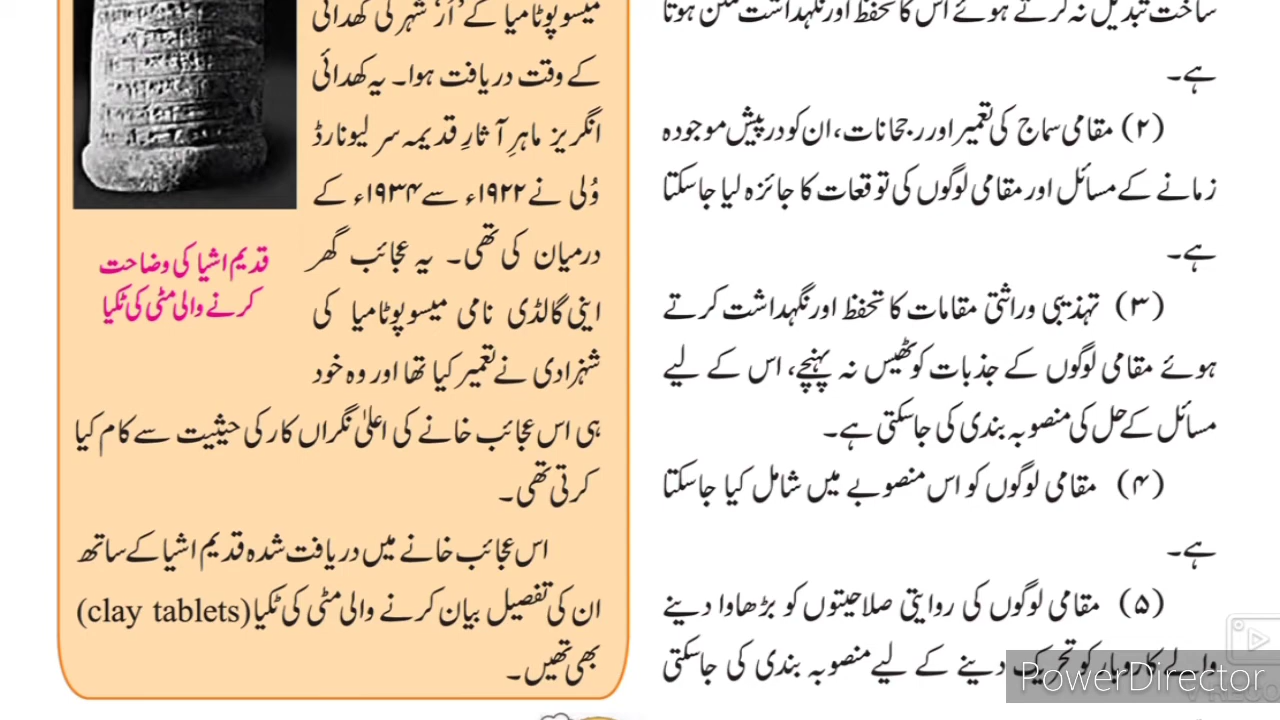 ساخت تبدیل نہ کرتے ہوئے اس کا تحفظ اور نگہداشت ممکن ہوتا
ہے۔
(۲) مقامی سماج کی تعمیر اور رجحانات، ان کو درپیش موجودہ
زمانے کے مسائل اور مقامی لوگوں کی توقعات کا جائزہ لیا جاسکتا
ہے۔
(۳) تہذیبی وراثتی مقامات کا تحفظ اور نگہداشت کرتے
ہوئے مقامی لوگوں کے جذبات کو ٹھیس نہ پہنچے، اس کے لیے
مسائل کے حل کی منصوبہ بندی کی جاسکتی ہے۔
(۴) مقامی لوگوں کو اس منصوبے میں شامل کیا جاسکتا
ہے۔
(۵) مقامی لوگوں کی روایتی صلاحیتوں کو بڑھاوا دینے
والے کاروبار کو تحریک دینے کے لیے منصوبہ بندی کی جاسکتی
میسوپوٹامیا کے 'اُر' شہر کی کھدائی
کے وقت دریافت ہوا۔ یہ کھدائی
انگریز ماہرِ آثارِ قدیمہ سر لیونارڈ
وُلی نے ۱۹۲۲ء سے ۱۹۳۴ء کے
درمیان کی تھی۔ یہ عجائب گھر
اینی گالڈی نامی میسوپوٹامیا کی
شہزادی نے تعمیر کیا تھا اور وہ خود
ہی اس عجائب خانے کی اعلیٰ نگراں کار کی حیثیت سے کام کیا
کرتی تھی۔
اس عجائب خانے میں دریافت شدہ قدیم اشیا کے ساتھ
ان کی تفصیل بیان کرنے والی مٹی کی ٹکیا (clay tablets)
بھی تھیں۔
قدیم اشیا کی وضاحت
کرنے والی مٹی کی ٹکیا
PowerDirector